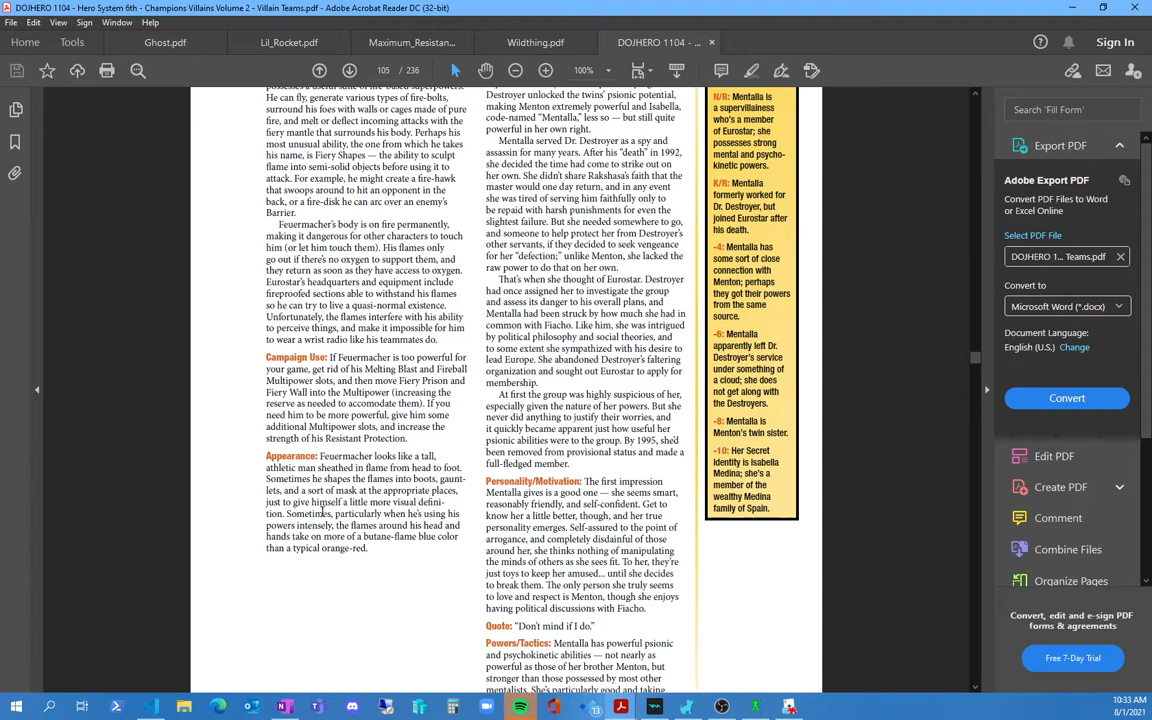 DOJHERO 1104 - Hero System 6th - Champions Villains Volume 2 - Villain Teams.pdf - Adobe Acrobat Reader DC (32-bit)
File Edit View Sign Window Help
Home Tools Ghost.pdf Lil_Rocket.pdf Maximum_Resistan... Wildthing.pdf DOJHERO 1104 - ... Sign In
105 / 236 100%
He can fly, generate various types of fire-bolts,
surround his foes with walls or cages made of pure
fire, and melt or deflect incoming attacks with the
fiery mantle that surrounds his body. Perhaps his
most unusual ability, the one from which he takes
his name, is Fiery Shapes — the ability to sculpt
flame into semi-solid objects before using it to
attack. For example, he might create a fire-hawk
that swoops around to hit an opponent in the
back, or a fire-disk he can arc over an enemy's
Barrier.
Feuermacher's body is on fire permanently,
making it dangerous for other characters to touch
him (or let him touch them). His flames only
go out if there's no oxygen to support them, and
they return as soon as they have access to oxygen.
Eurostar's headquarters and equipment include
fireproofed sections able to withstand his flames
so he can try to live a quasi-normal existence.
Unfortunately, the flames interfere with his ability
to perceive things, and make it impossible for him
to wear a wrist radio like his teammates do.
Campaign Use: If Feuermacher is too powerful for
your game, get rid of his Melting Blast and Fireball
Multipower slots, and then move Fiery Prison and
Fiery Wall into the Multipower (increasing the
reserve as needed to accomodate them). If you
need him to be more powerful, give him some
additional Multipower slots, and increase the
strength of his Resistant Protection.
Appearance: Feuermacher looks like a tall,
athletic man sheathed in flame from head to foot.
Sometimes he shapes the flames into boots, gaunt-
lets, and a sort of mask at the appropriate places,
just to give himself a little more visual defini-
tion. Sometimes, particularly when he's using his
powers intensely, the flames around his head and
hands take on more of a butane-flame blue color
than a typical orange-red.
Destroyer unlocked the twins' psionic potential,
making Menton extremely powerful and Isabella,
code-named "Mentalla," less so — but still quite
powerful in her own right.
Mentalla served Dr. Destroyer as a spy and
assassin for many years. After his "death" in 1992,
she decided the time had come to strike out on
her own. She didn't share Rakshasa's faith that the
master would one day return, and in any event
she was tired of serving him faithfully only to
be repaid with harsh punishments for even the
slightest failure. But she needed somewhere to go,
and someone to help protect her from Destroyer's
other servants, if they decided to seek vengeance
for her "defection;" unlike Menton, she lacked the
raw power to do that on her own.
That's when she thought of Eurostar. Destroyer
had once assigned her to investigate the group
and assess its danger to his overall plans, and
Mentalla had been struck by how much she had in
common with Fiacho. Like him, she was intrigued
by political philosophy and social theories, and
to some extent she sympathized with his desire to
lead Europe. She abandoned Destroyer's faltering
organization and sought out Eurostar to apply for
membership.
At first the group was highly suspicious of her,
especially given the nature of her powers. But she
never did anything to justify their worries, and
it quickly became apparent just how useful her
psionic abilities were to the group. By 1995, she'd
been removed from provisional status and made a
full-fledged member.
Personality/Motivation: The first impression
Mentalla gives is a good one — she seems smart,
reasonably friendly, and self-confident. Get to
know her a little better, though, and her true
personality emerges. Self-assured to the point of
arrogance, and completely disdainful of those
around her, she thinks nothing of manipulating
the minds of others as she sees fit. To her, they're
just toys to keep her amused... until she decides
to break them. The only person she truly seems
to love and respect is Menton, though she enjoys
having political discussions with Fiacho.
Quote: "Don't mind if I do."
Powers/Tactics: Mentalla has powerful psionic
and psychokinetic abilities — not nearly as
powerful as those of her brother Menton, but
stronger than those possessed by most other
mentalists. She's particularly good and taking
N/R: Mentalla is
a supervillainess
who's a member
of Eurostar; she
possesses strong
mental and psycho-
kinetic powers.
K/R: Mentalla
formerly worked for
Dr. Destroyer, but
joined Eurostar after
his death.
-4: Mentalla has
some sort of close
connection with
Menton; perhaps
they got their powers
from the same
source.
-6: Mentalla
apparently left Dr.
Destroyer's service
under something of
a cloud; she does
not get along with
the Destroyers.
-8: Mentalla is
Menton's twin sister.
-10: Her Secret
Identity is Isabella
Medina; she's a
member of the
wealthy Medina
family of Spain.
Search 'Fill Form'
Export PDF
Adobe Export PDF
Convert PDF Files to Word
or Excel Online
Select PDF File
DOJHERO 1... Teams.pdf
Convert to
Microsoft Word (*.docx)
Document Language:
English (U.S.) Change
Convert
Edit PDF
Create PDF
Comment
Combine Files
Organize Pages
Convert, edit and e-sign PDF
forms & agreements
Free 7-Day Trial
13
10:33 AM
8/1/2021